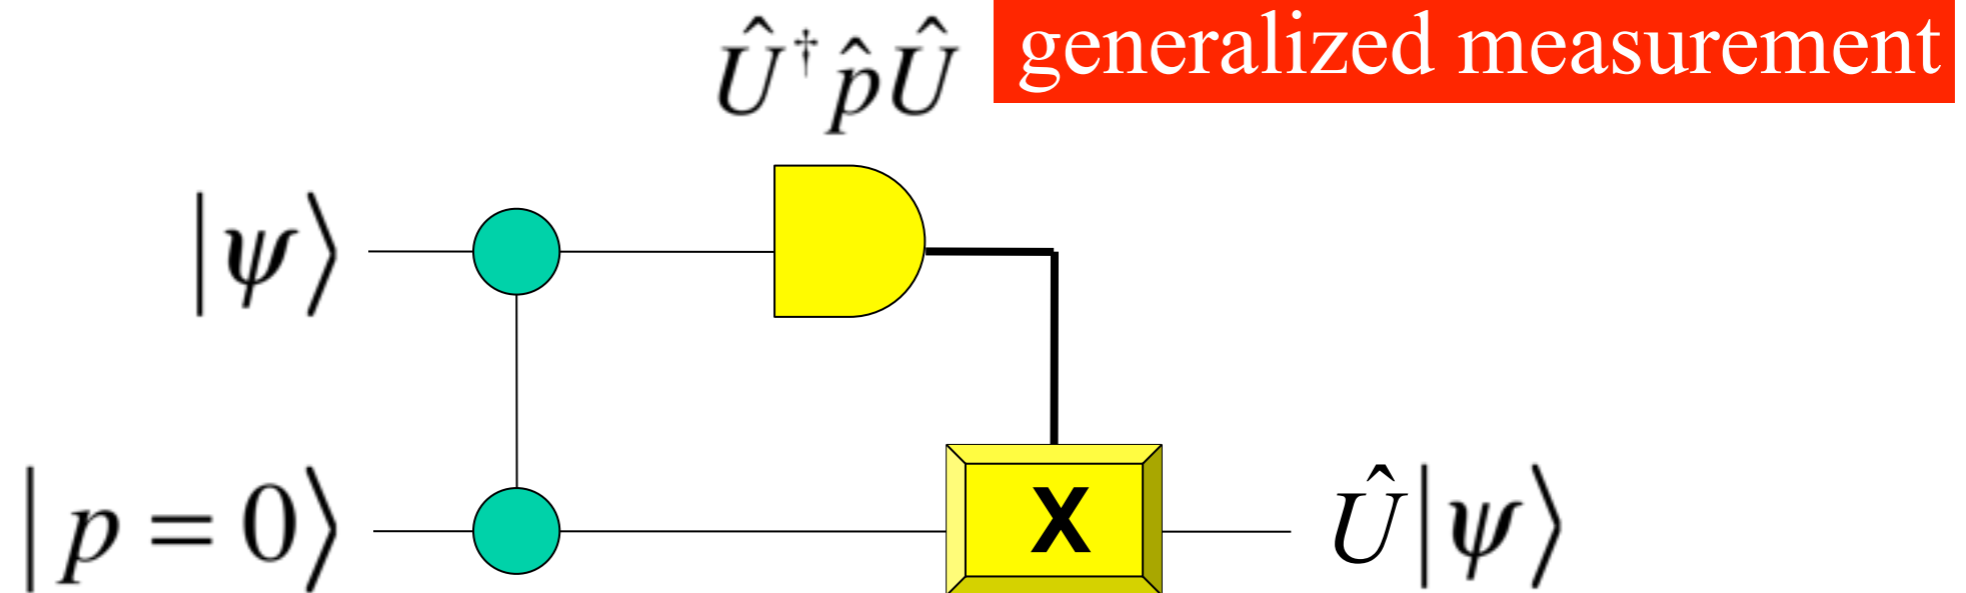 Û†p̂Û generalized measurement
|ψ⟩
|p = 0⟩ X Û|ψ⟩